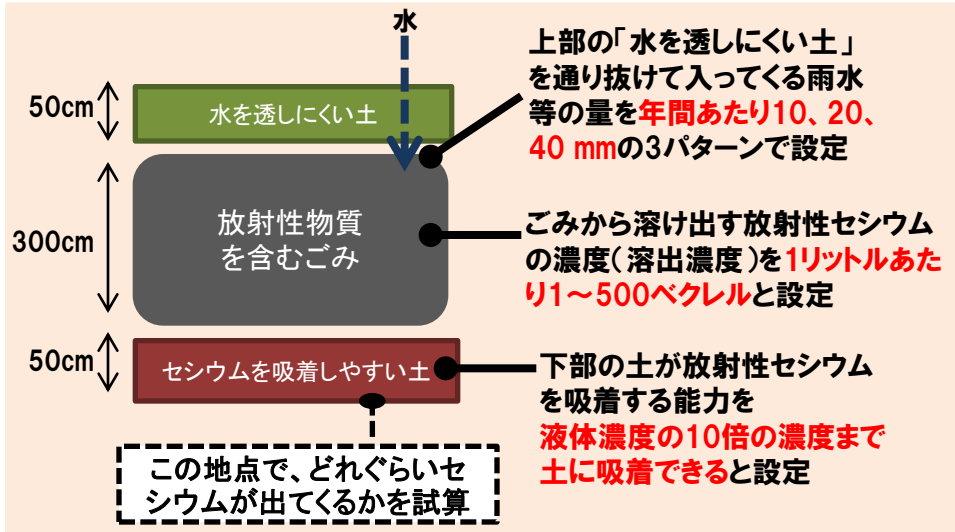 水
50cm
水を透しにくい土
上部の「水を透しにくい土」
を通り抜けて入ってくる雨水
等の量を年間あたり10、20、
40 mmの3パターンで設定
300cm
放射性物質
を含むごみ
ごみから溶け出す放射性セシウム
の濃度(溶出濃度)を1リットルあた
り1～500ベクレルと設定
50cm
セシウムを吸着しやすい土
下部の土が放射性セシウム
を吸着する能力を
液体濃度の10倍の濃度まで
土に吸着できると設定
この地点で、どれぐらいセ
シウムが出てくるかを試算